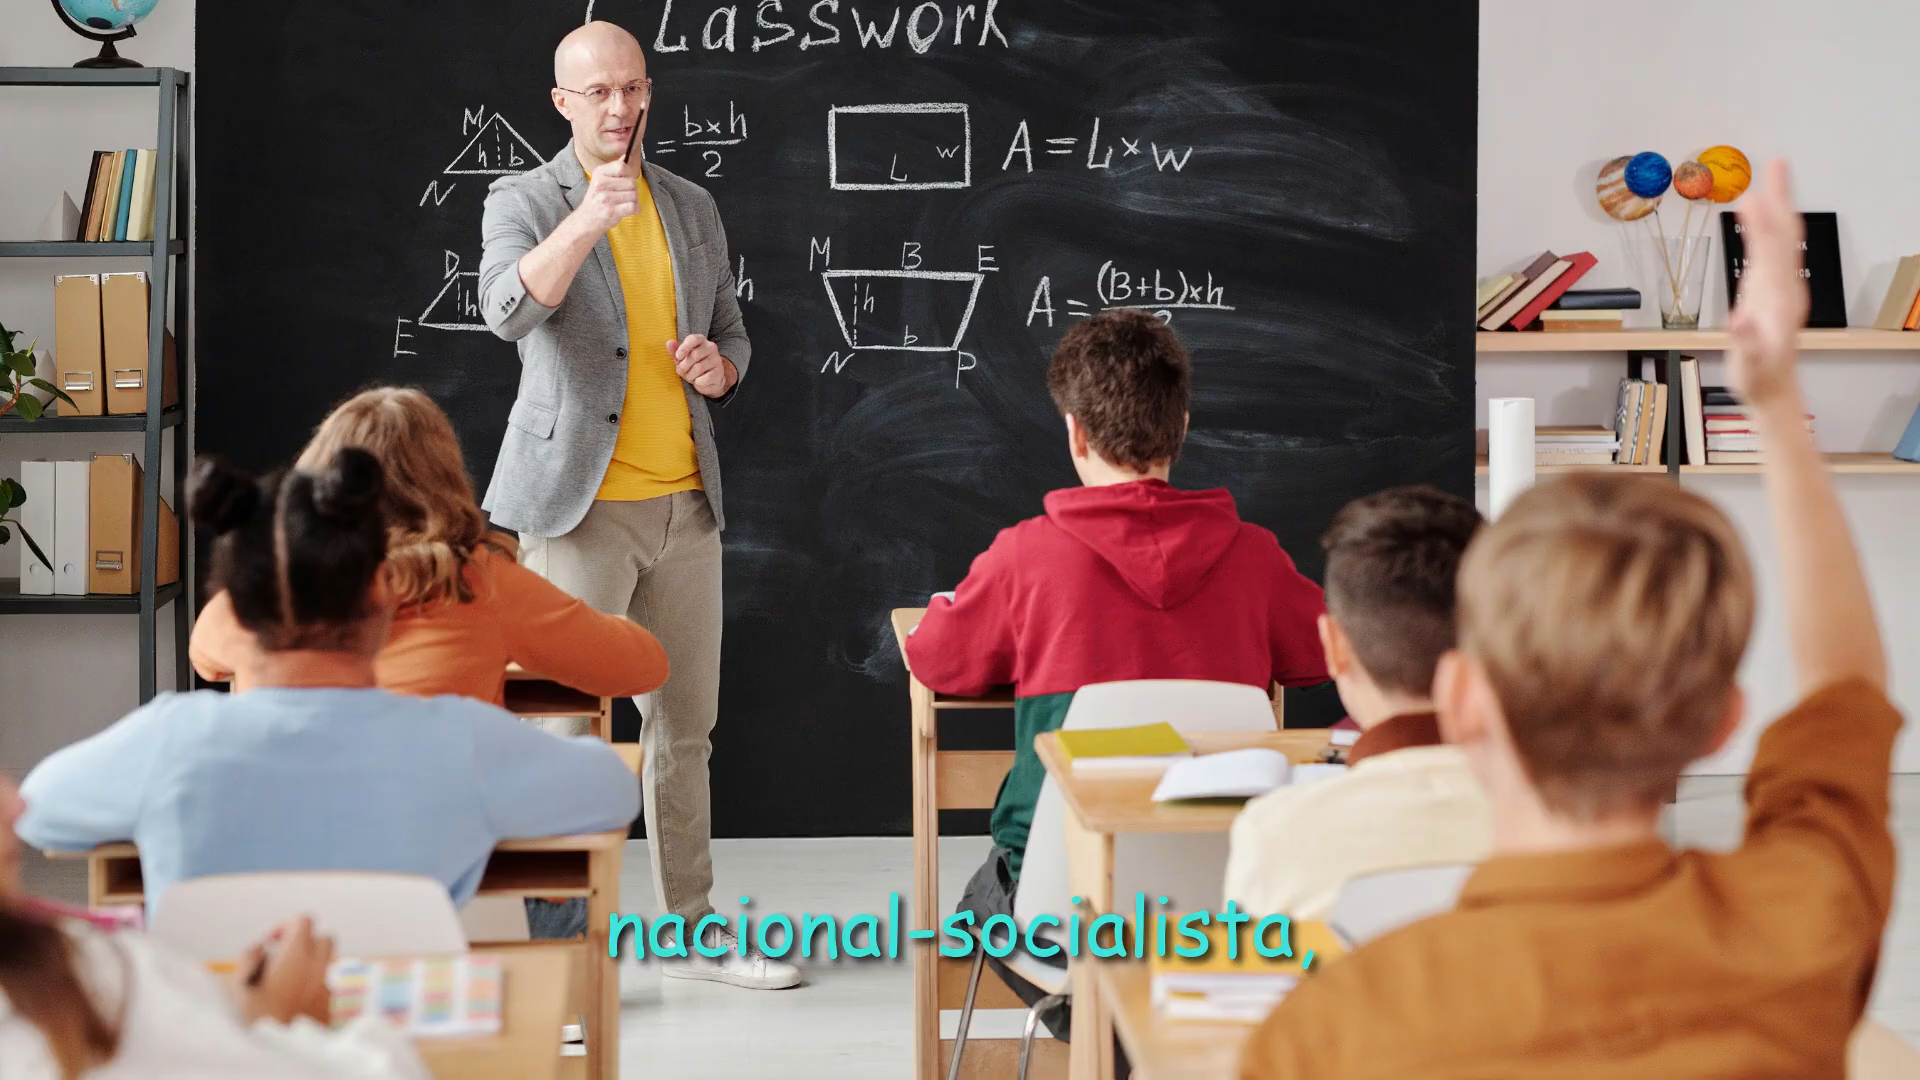 Classwork
M
h b
N
= b×h
2
L
w
A = L×w
D
h
E
h
M B E
h
b
N P
A = (B+b)×h
nacional-socialista,